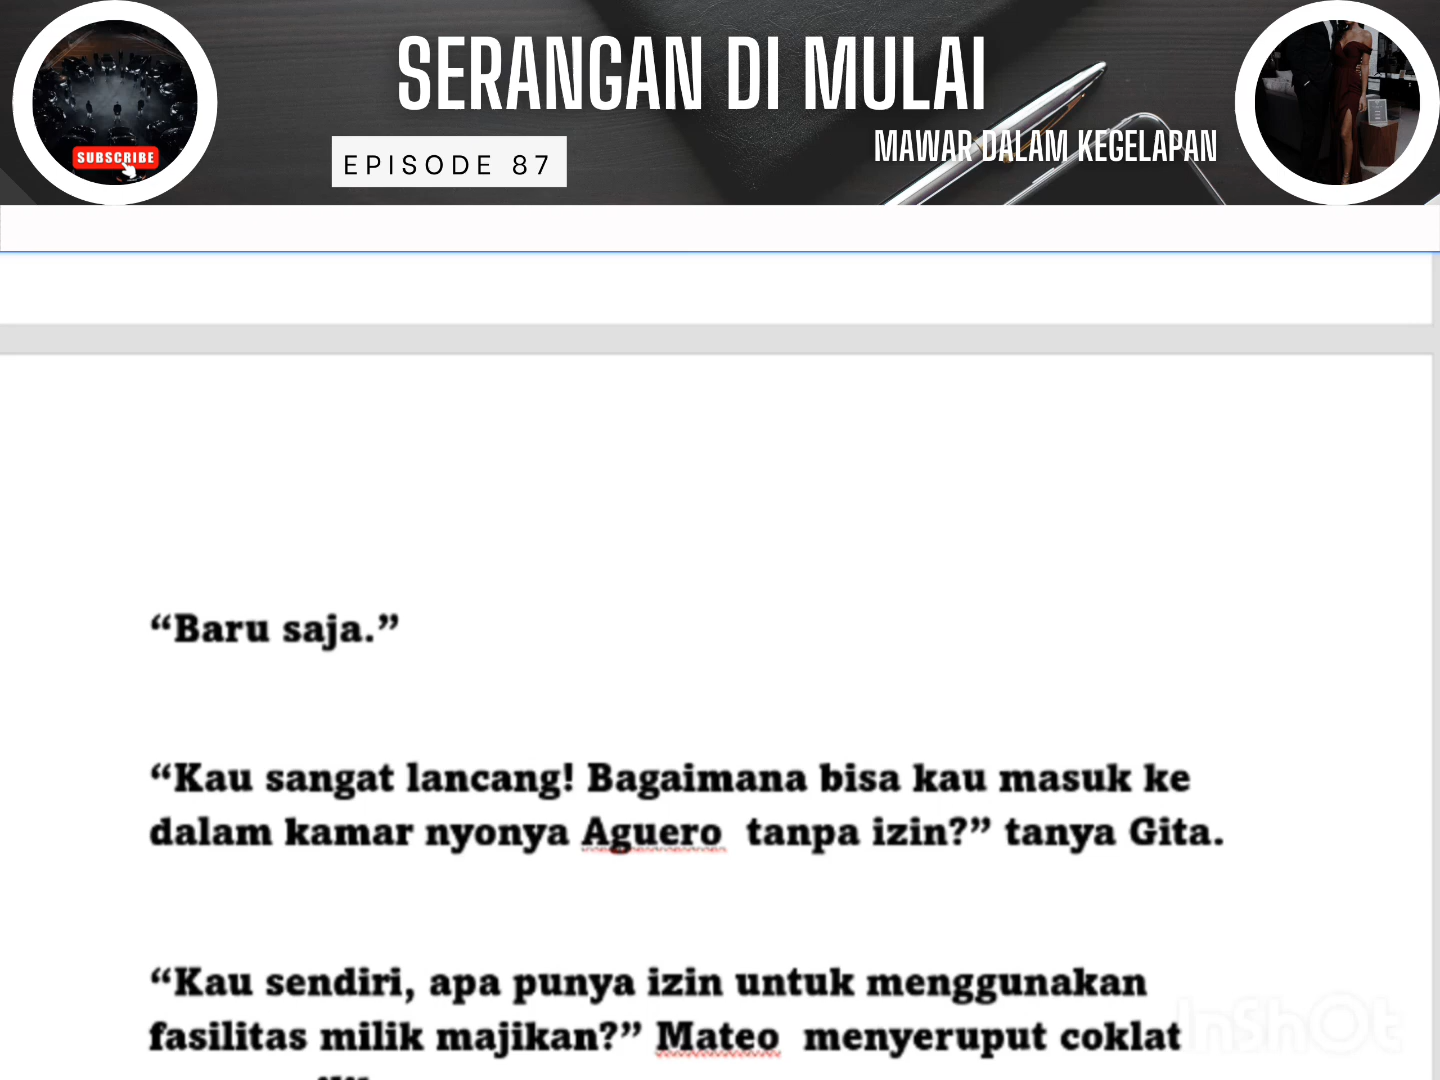 SERANGAN DI MULAI
MAWAR DALAM KEGELAPAN
EPISODE 87
SUBSCRIBE
“Baru saja.”
“Kau sangat lancang! Bagaimana bisa kau masuk ke
dalam kamar nyonya Aguero tanpa izin?” tanya Gita.
“Kau sendiri, apa punya izin untuk menggunakan
fasilitas milik majikan?” Mateo menyeruput coklat
InShOt